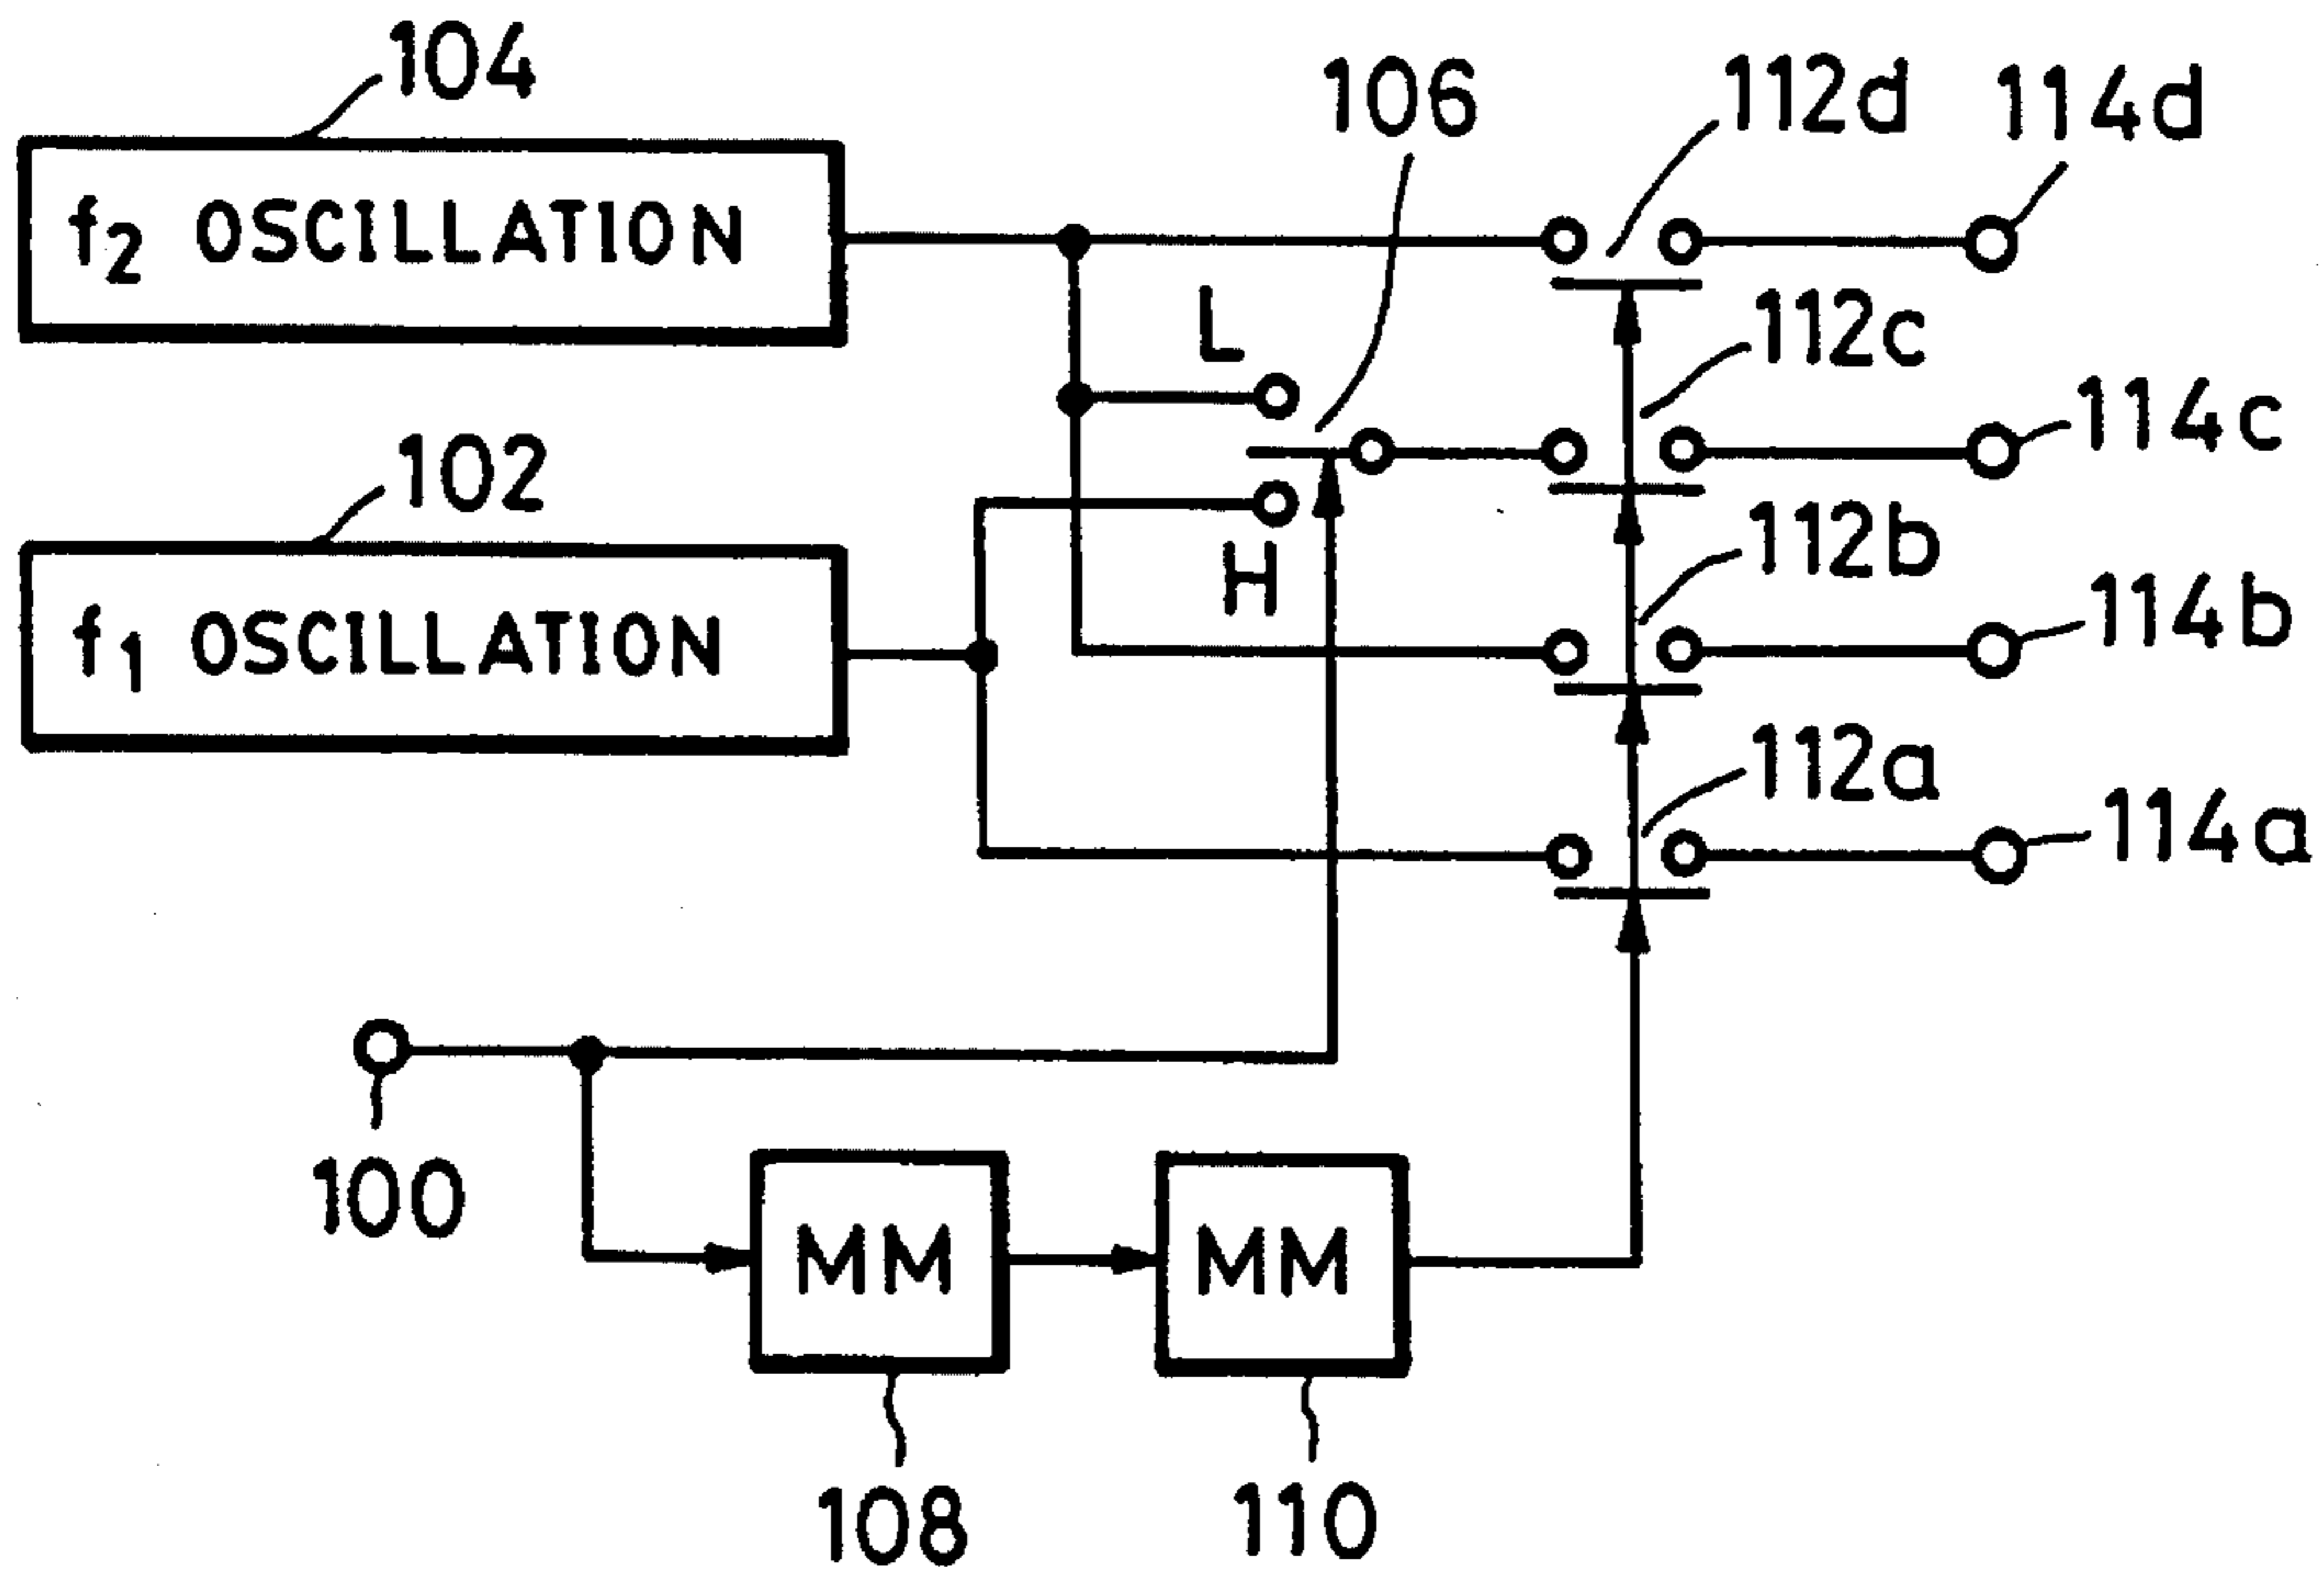 104
106
112d
114d
f2 OSCILLATION
L
112c
114c
102
H
112b
114b
f1 OSCILLATION
112a
114a
100
MM
MM
108
110